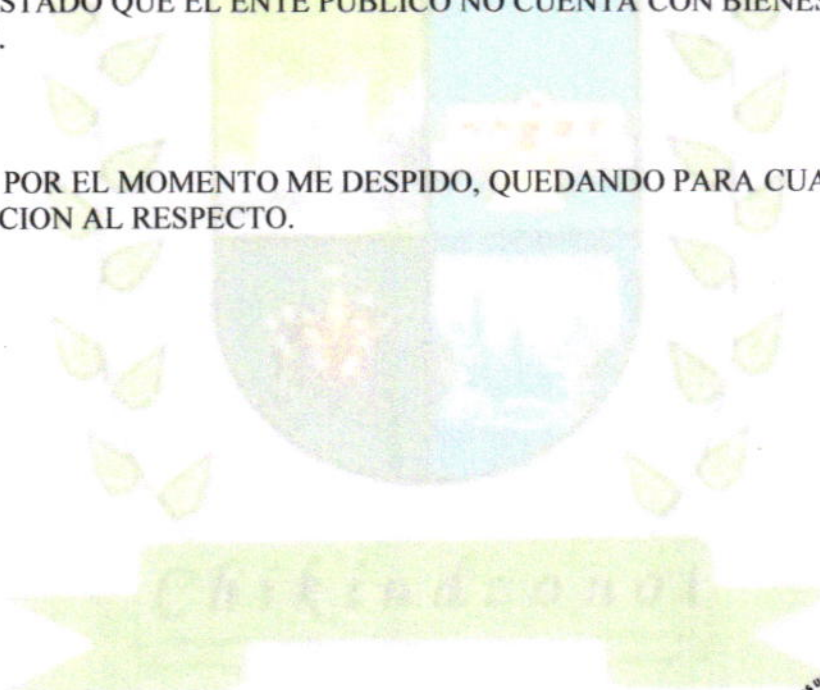 STADO QUE EL ENTE PUBLICO NO CUENTA CON BIENES
.
POR EL MOMENTO ME DESPIDO, QUEDANDO PARA CUA
CION AL RESPECTO.
Chikindzonot